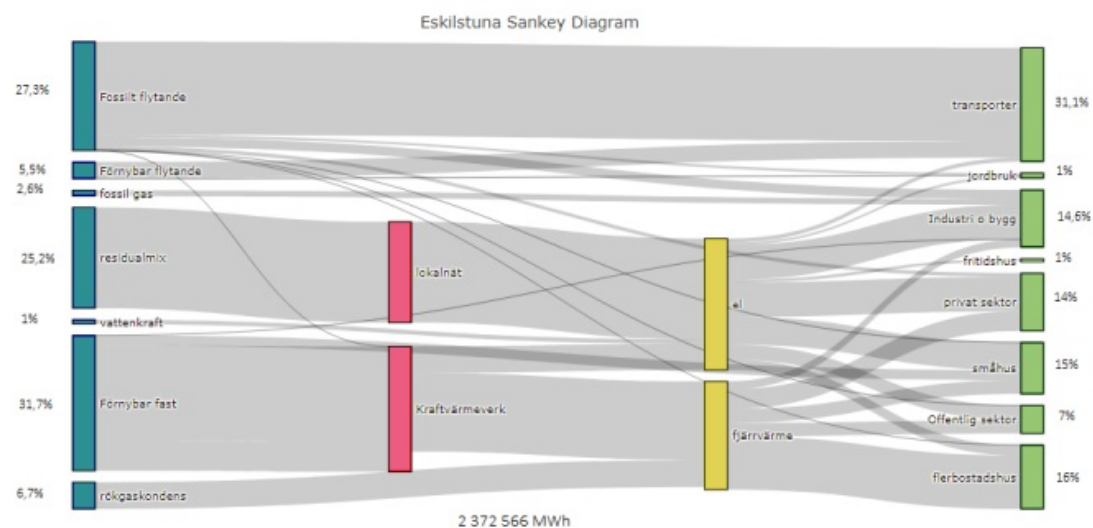 Eskilstuna Sankey Diagram
27,3%
Fossilt flytande
5,5%
Förnybar flytande
2,6%
fossil gas
25,2%
residualmix
1%
vattenkraft
31,7%
Förnybar fast
6,7%
rökgaskondens
lokalnät
Kraftvärmeverk
el
fjärrvärme
transporter
31,1%
jordbruk
1%
Industri o bygg
14,6%
fritidshus
1%
privat sektor
14%
småhus
15%
Offentlig sektor
7%
flerbostadshus
16%
2 372 566 MWh